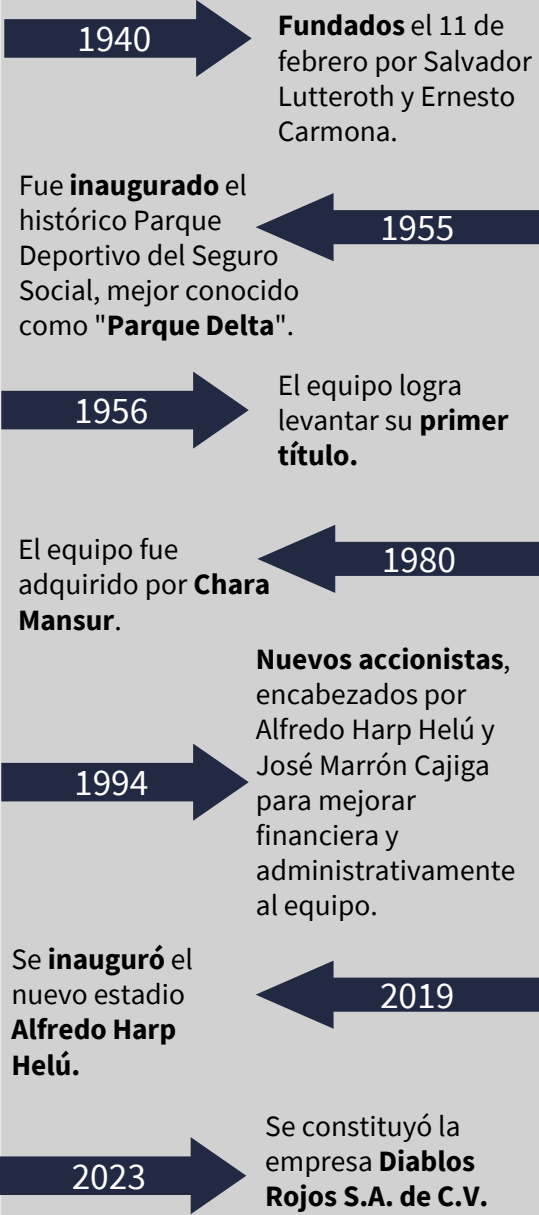 1940
Fundados el 11 de
febrero por Salvador
Lutteroth y Ernesto
Carmona.
1955
Fue inaugurado el
histórico Parque
Deportivo del Seguro
Social, mejor conocido
como "Parque Delta".
1956
El equipo logra
levantar su primer
título.
1980
El equipo fue
adquirido por Chara
Mansur.
1994
Nuevos accionistas,
encabezados por
Alfredo Harp Helú y
José Marrón Cajiga
para mejorar
financiera y
administrativamente
al equipo.
2019
Se inauguró el
nuevo estadio
Alfredo Harp
Helú.
2023
Se constituyó la
empresa Diablos
Rojos S.A. de C.V.